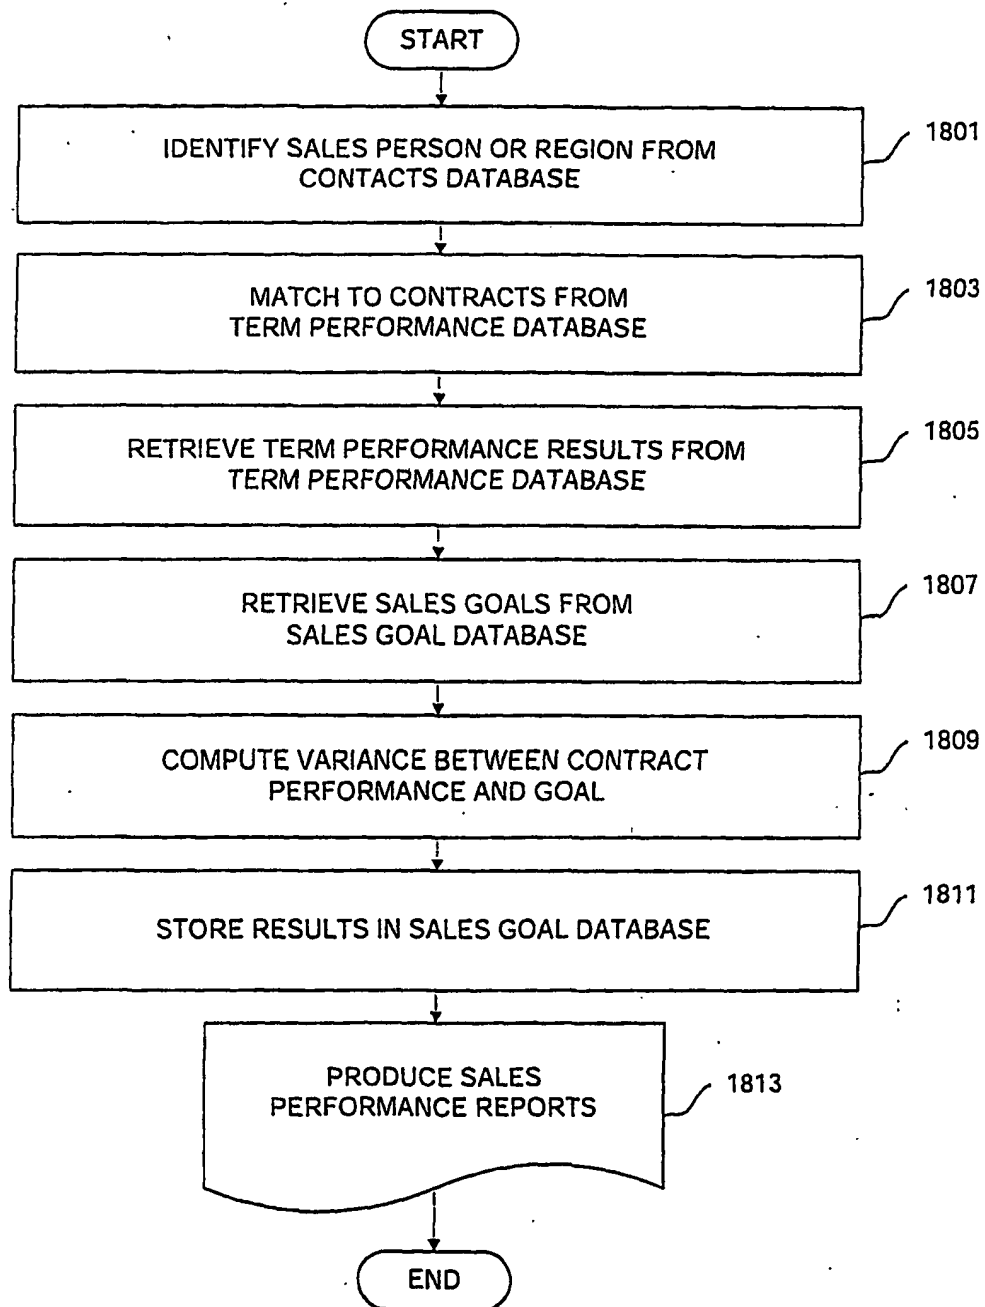 START
IDENTIFY SALES PERSON OR REGION FROM
CONTACTS DATABASE
1801
MATCH TO CONTRACTS FROM
TERM PERFORMANCE DATABASE
1803
RETRIEVE TERM PERFORMANCE RESULTS FROM
TERM PERFORMANCE DATABASE
1805
RETRIEVE SALES GOALS FROM
SALES GOAL DATABASE
1807
COMPUTE VARIANCE BETWEEN CONTRACT
PERFORMANCE AND GOAL
1809
STORE RESULTS IN SALES GOAL DATABASE
1811
PRODUCE SALES
PERFORMANCE REPORTS
1813
END